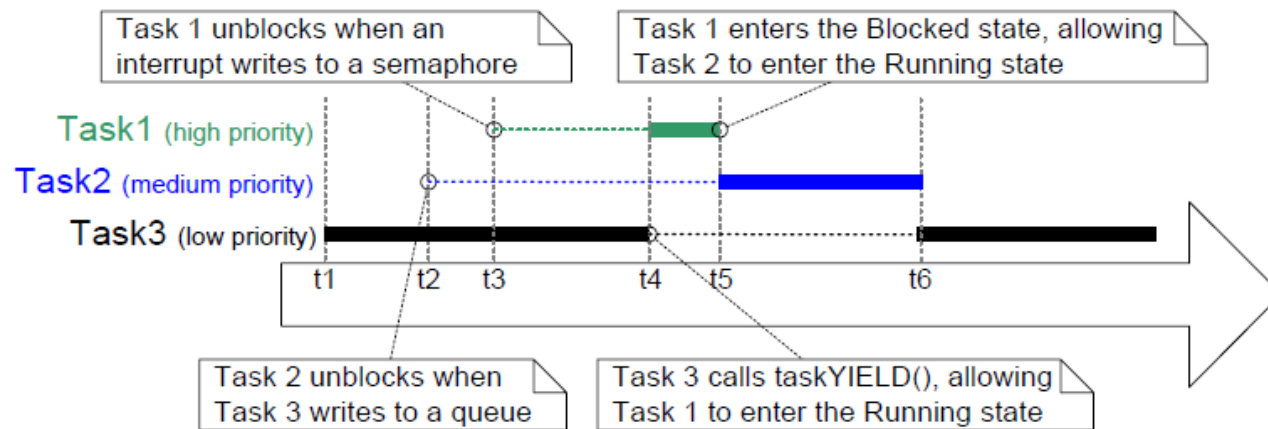 Task 1 unblocks when an
interrupt writes to a semaphore
Task 1 enters the Blocked state, allowing
Task 2 to enter the Running state
Task1 (high priority)
Task2 (medium priority)
Task3 (low priority)
t1 t2 t3 t4 t5 t6
Task 2 unblocks when
Task 3 writes to a queue
Task 3 calls taskYIELD(), allowing
Task 1 to enter the Running state